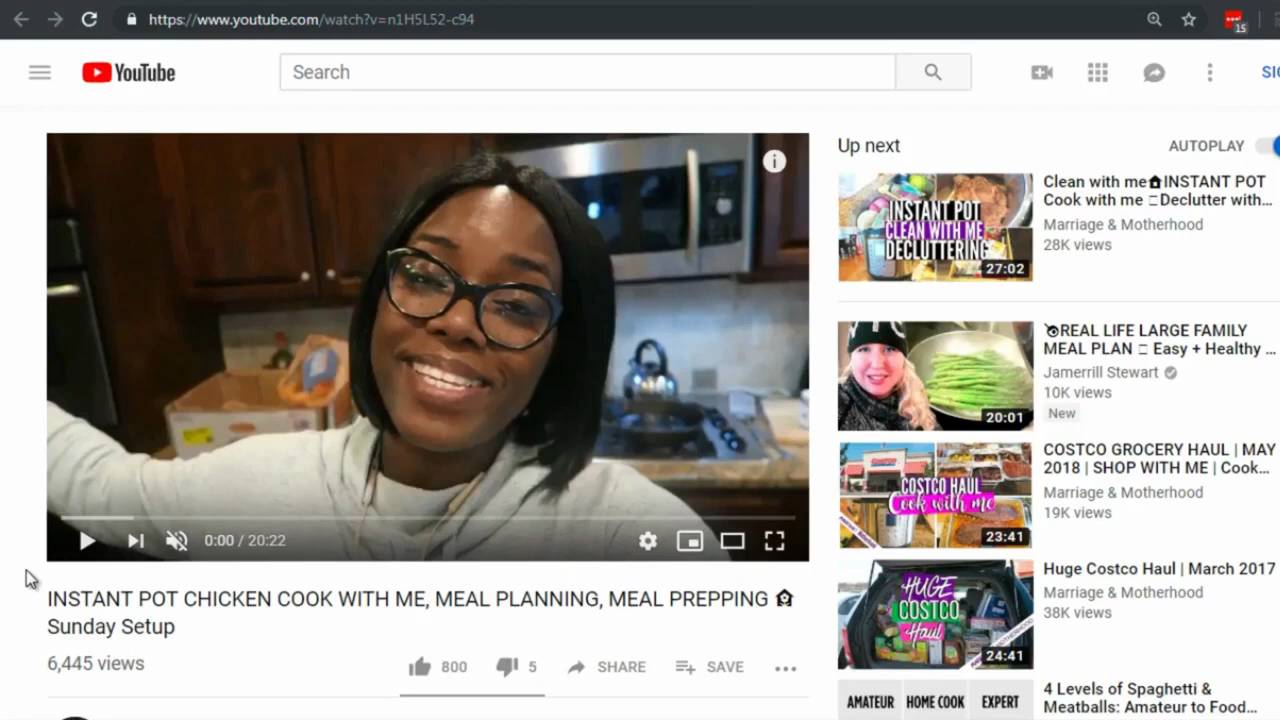 https://www.youtube.com/watch?v=n1H5L52-c94
15
YouTube
Search
SI
Up next
AUTOPLAY
INSTANT POT
CLEAN WITH ME
DECLUTTERING
27:02
Clean with me INSTANT POT
Cook with me Declutter with...
Marriage & Motherhood
28K views
20:01
REAL LIFE LARGE FAMILY
MEAL PLAN Easy + Healthy ...
Jamerrill Stewart
10K views
New
COSTCO HAUL
Cook with me
23:41
COSTCO GROCERY HAUL | MAY
2018 | SHOP WITH ME | Cook...
Marriage & Motherhood
19K views
HUGE
COSTCO
Haul
24:41
Huge Costco Haul | March 2017
Marriage & Motherhood
38K views
AMATEUR HOME COOK EXPERT
4 Levels of Spaghetti &
Meatballs: Amateur to Food...
0:00 / 20:22
INSTANT POT CHICKEN COOK WITH ME, MEAL PLANNING, MEAL PREPPING
Sunday Setup
6,445 views
800
5
SHARE
SAVE